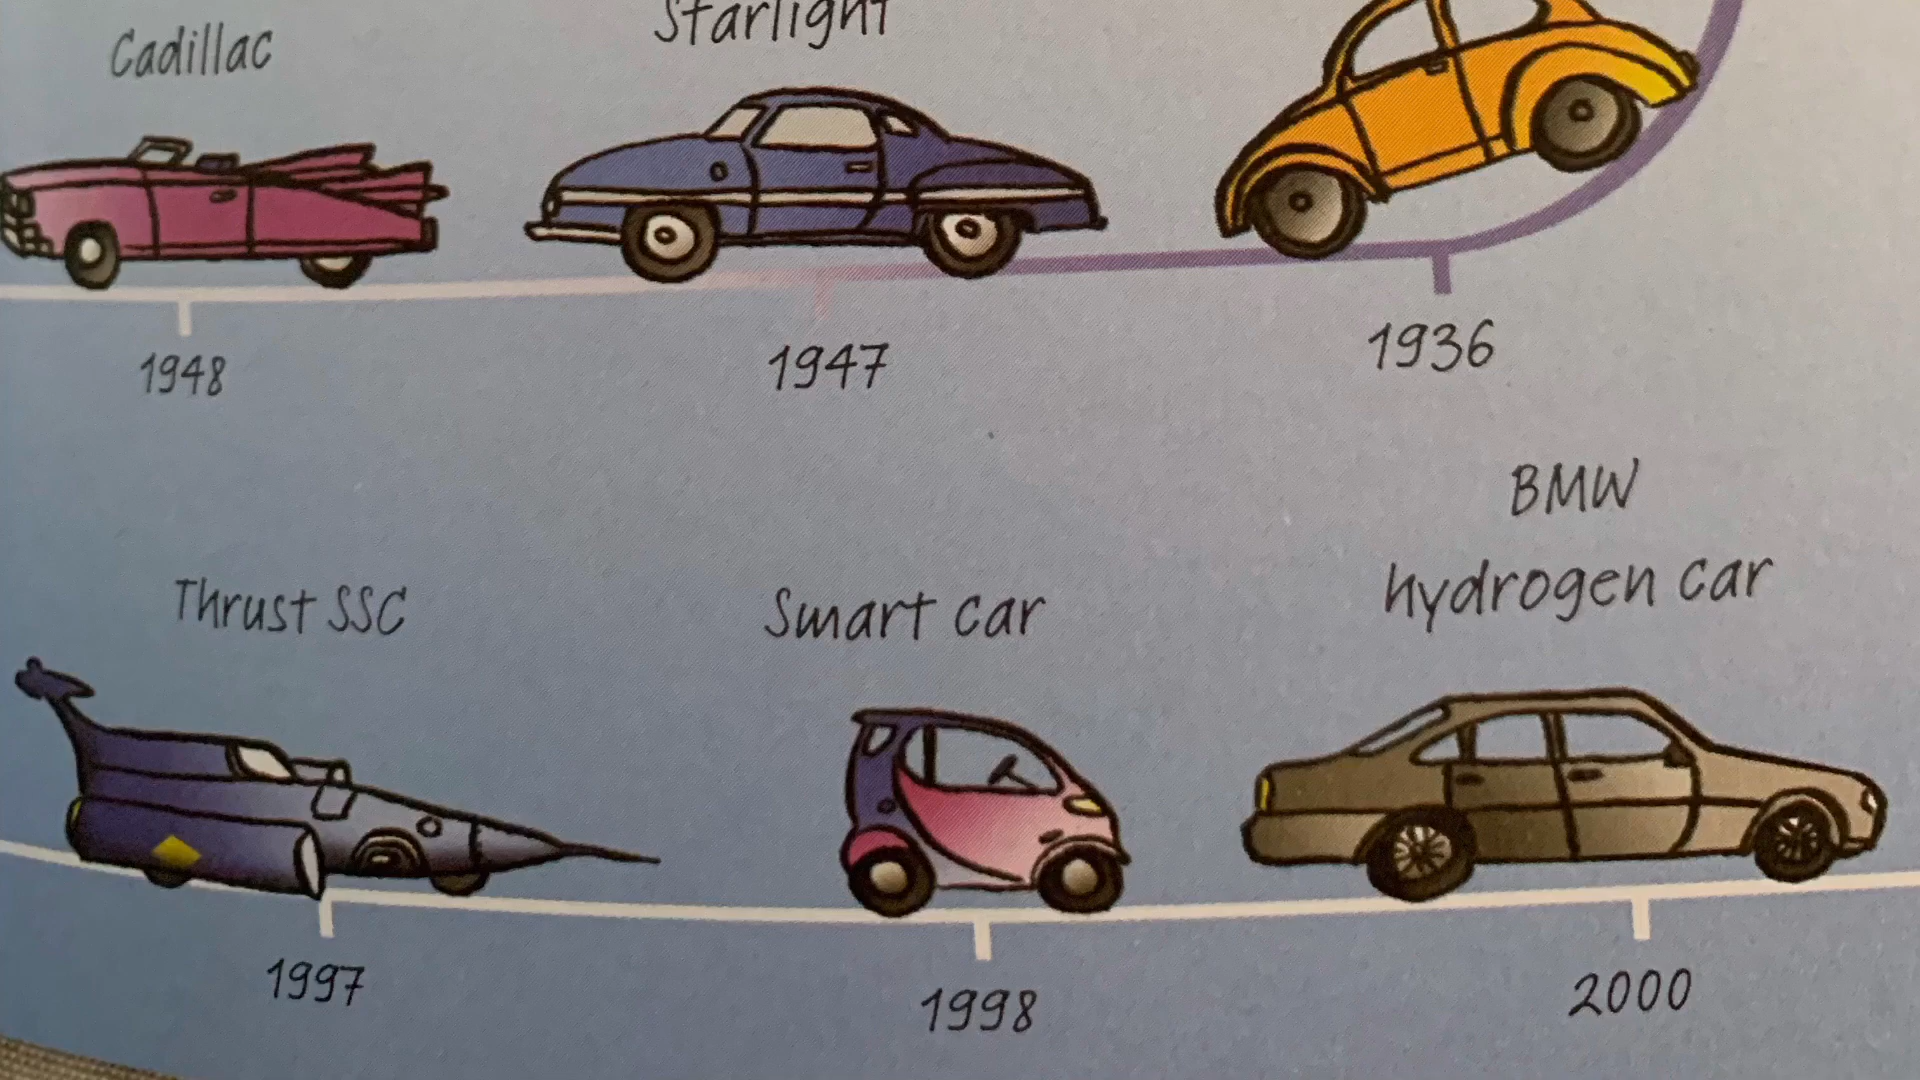 Cadillac
Starlight
1948
1947
1936
Thrust SSC
Smart car
BMW
hydrogen car
1997
1998
2000